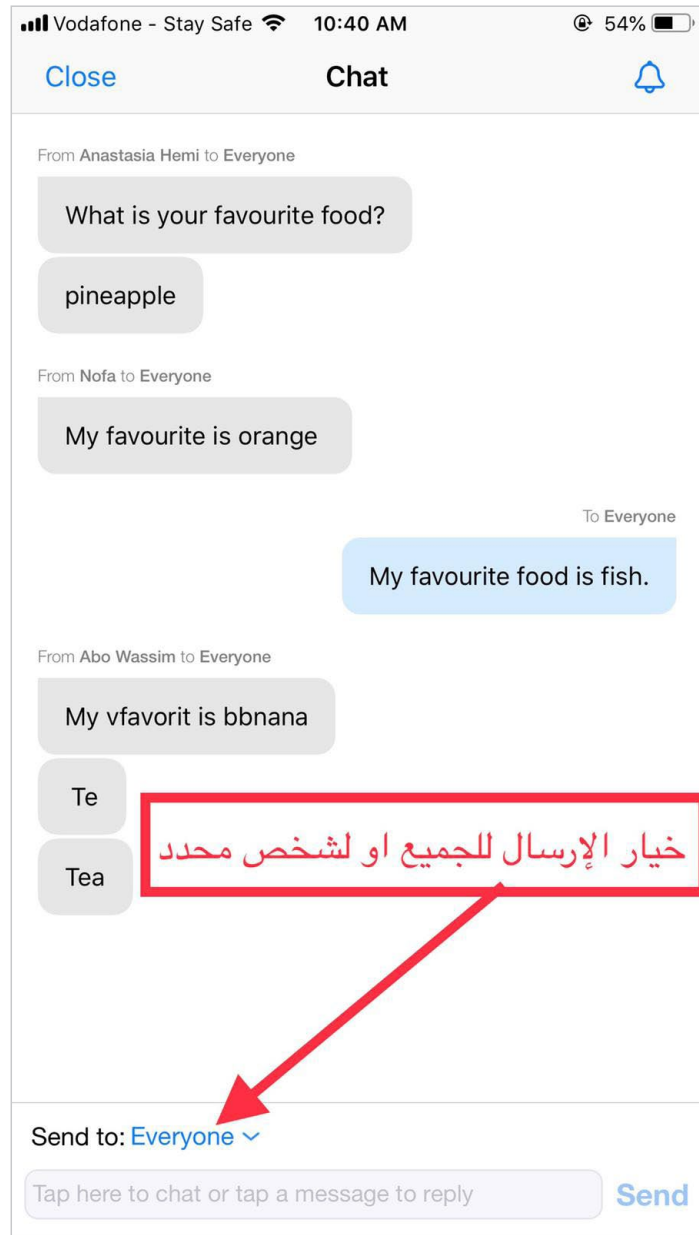 Vodafone - Stay Safe 10:40 AM 54%
Close Chat
From Anastasia Hemi to Everyone
What is your favourite food?
pineapple
From Nofa to Everyone
My favourite is orange
To Everyone
My favourite food is fish.
From Abo Wassim to Everyone
My vfavorit is bbnana
Te
خيار الإرسال للجميع او لشخص محدد
Tea
Send to: Everyone
Tap here to chat or tap a message to reply Send